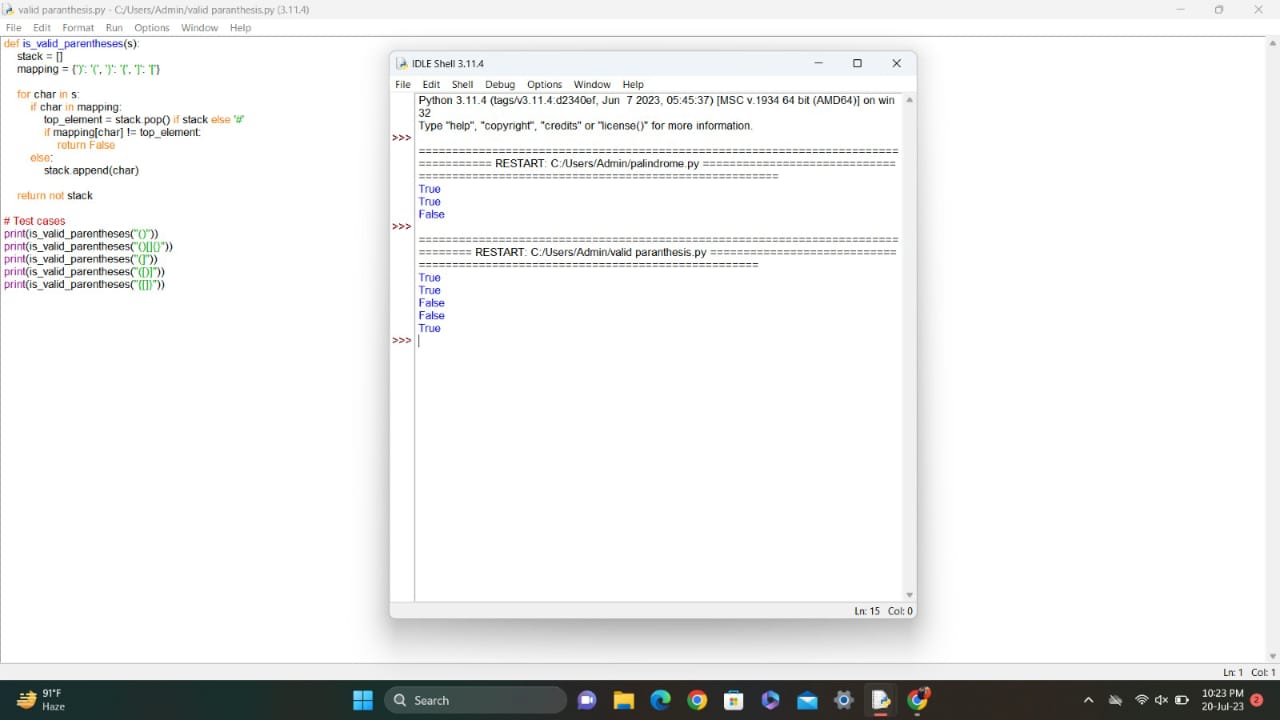 valid paranthesis.py - C:/Users/Admin/valid paranthesis.py (3.11.4)
File Edit Format Run Options Window Help
def is_valid_parentheses(s):
    stack = []
    mapping = {')': '(', '}': '{', ']': '['}
    for char in s:
        if char in mapping:
            top_element = stack.pop() if stack else '#'
            if mapping[char] != top_element:
                return False
        else:
            stack.append(char)
    return not stack
# Test cases
print(is_valid_parentheses("()"))
print(is_valid_parentheses("()[]{}"))
print(is_valid_parentheses("(]"))
print(is_valid_parentheses("([)]"))
print(is_valid_parentheses("{[]}"))
IDLE Shell 3.11.4
File Edit Shell Debug Options Window Help
Python 3.11.4 (tags/v3.11.4:d2340ef, Jun  7 2023, 05:45:37) [MSC v.1934 64 bit (AMD64)] on win
32
Type "help", "copyright", "credits" or "license()" for more information.
>>>
=========== RESTART: C:/Users/Admin/palindrome.py =============================
True
True
False
>>>
======== RESTART: C:/Users/Admin/valid paranthesis.py ============================
True
True
False
False
True
>>>
Ln: 15 Col: 0
Ln: 1 Col: 1
91°F
Haze
Search
10:23 PM
20-Jul-23
2